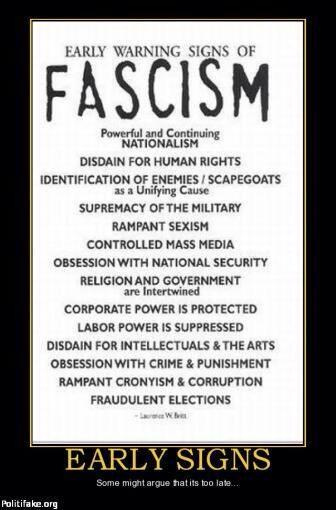 EARLY WARNING SIGNS OF
FASCISM
Powerful and Continuing
NATIONALISM
DISDAIN FOR HUMAN RIGHTS
IDENTIFICATION OF ENEMIES / SCAPEGOATS
as a Unifying Cause
SUPREMACY OF THE MILITARY
RAMPANT SEXISM
CONTROLLED MASS MEDIA
OBSESSION WITH NATIONAL SECURITY
RELIGION AND GOVERNMENT
are Intertwined
CORPORATE POWER IS PROTECTED
LABOR POWER IS SUPPRESSED
DISDAIN FOR INTELLECTUALS & THE ARTS
OBSESSION WITH CRIME & PUNISHMENT
RAMPANT CRONYISM & CORRUPTION
FRAUDULENT ELECTIONS
- Laurence W. Britt
EARLY SIGNS
Some might argue that its too late...
Politifake.org